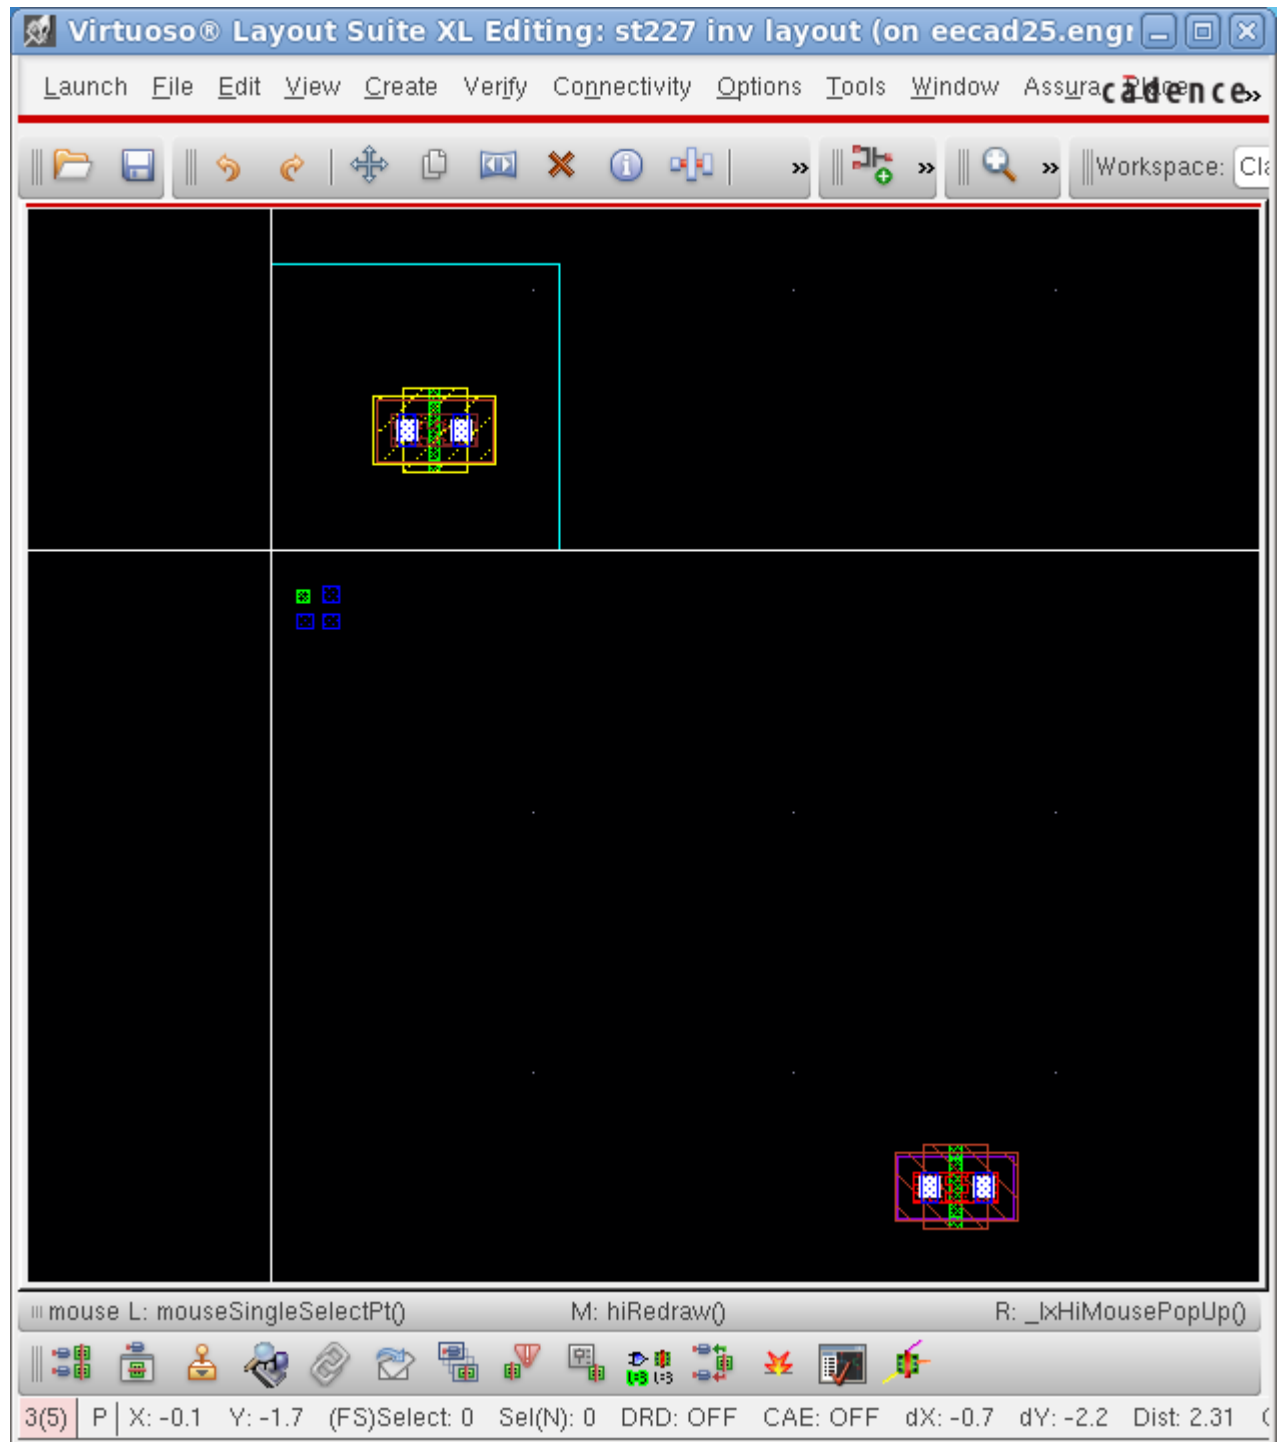 Virtuoso® Layout Suite XL Editing: st227 inv layout (on eecad25.engr
Launch File Edit View Create Verify Connectivity Options Tools Window Assura Place cādence »
» » » Workspace: Cla
mouse L: mouseSingleSelectPt() M: hiRedraw() R: _lxHiMousePopUp()
3(5) P X: -0.1 Y: -1.7 (FS)Select: 0 Sel(N): 0 DRD: OFF CAE: OFF dX: -0.7 dY: -2.2 Dist: 2.31